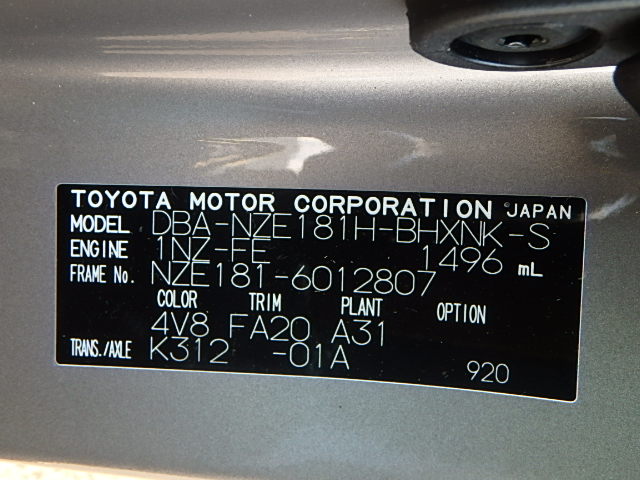 TOYOTA MOTOR CORPORATION JAPAN
MODEL DBA-NZE181H-BHXNK-S
ENGINE 1NZ-FE 1496 mL
FRAME No. NZE181-6012807
COLOR TRIM PLANT OPTION
4V8 FA20 A31
TRANS./AXLE K312 -01A
920